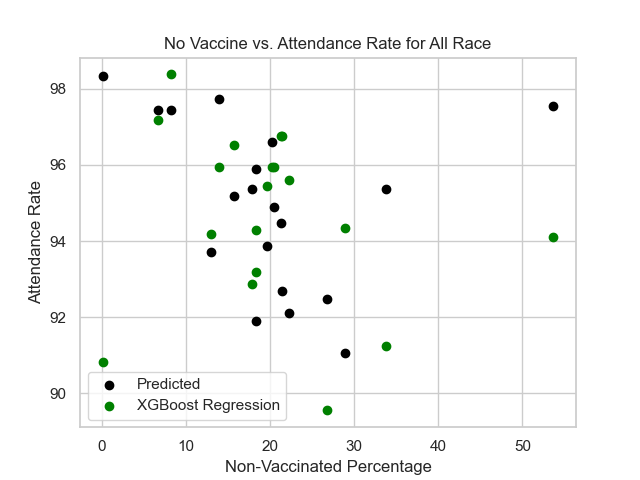 No Vaccine vs. Attendance Rate for All Race
98
96
94
92
90
Attendance Rate
Predicted
XGBoost Regression
0 10 20 30 40 50
Non-Vaccinated Percentage